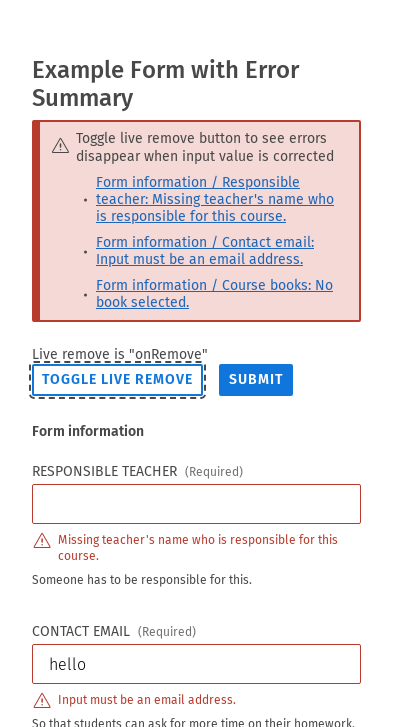 Example Form with Error
Summary
Toggle live remove button to see errors
disappear when input value is corrected
Form information / Responsible
teacher: Missing teacher's name who
is responsible for this course.
Form information / Contact email:
Input must be an email address.
Form information / Course books: No
book selected.
Live remove is "onRemove"
TOGGLE LIVE REMOVE SUBMIT
Form information
RESPONSIBLE TEACHER (Required)
Missing teacher's name who is responsible for this
course.
Someone has to be responsible for this.
CONTACT EMAIL (Required)
hello
Input must be an email address.
So that students can ask for more time on their homework.